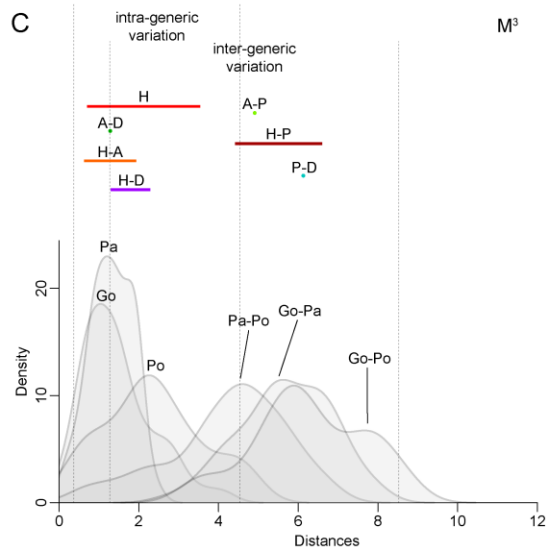 C
M³
intra-generic
variation
inter-generic
variation
H
A-D
H-A
H-D
A-P
H-P
P-D
Pa
Go
Po
Pa-Po
Go-Pa
Go-Po
Density
20
10
0
0 2 4 6 8 10 12
Distances